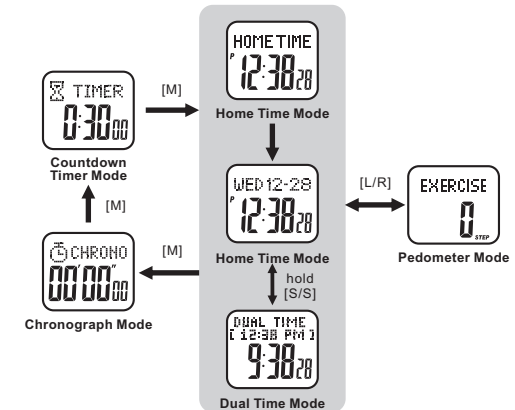 HOME TIME
P 12:38 28
Home Time Mode
[M]
TIMER
0:30 00
Countdown
Timer Mode
[M]
WED 12-28
P 12:38 28
Home Time Mode
[L/R]
EXERCISE
0
STEP
Pedometer Mode
CHRONO
00'00"00
Chronograph Mode
[M]
hold
[S/S]
DUAL TIME
[ 12:38 PM ]
9:38 28
Dual Time Mode